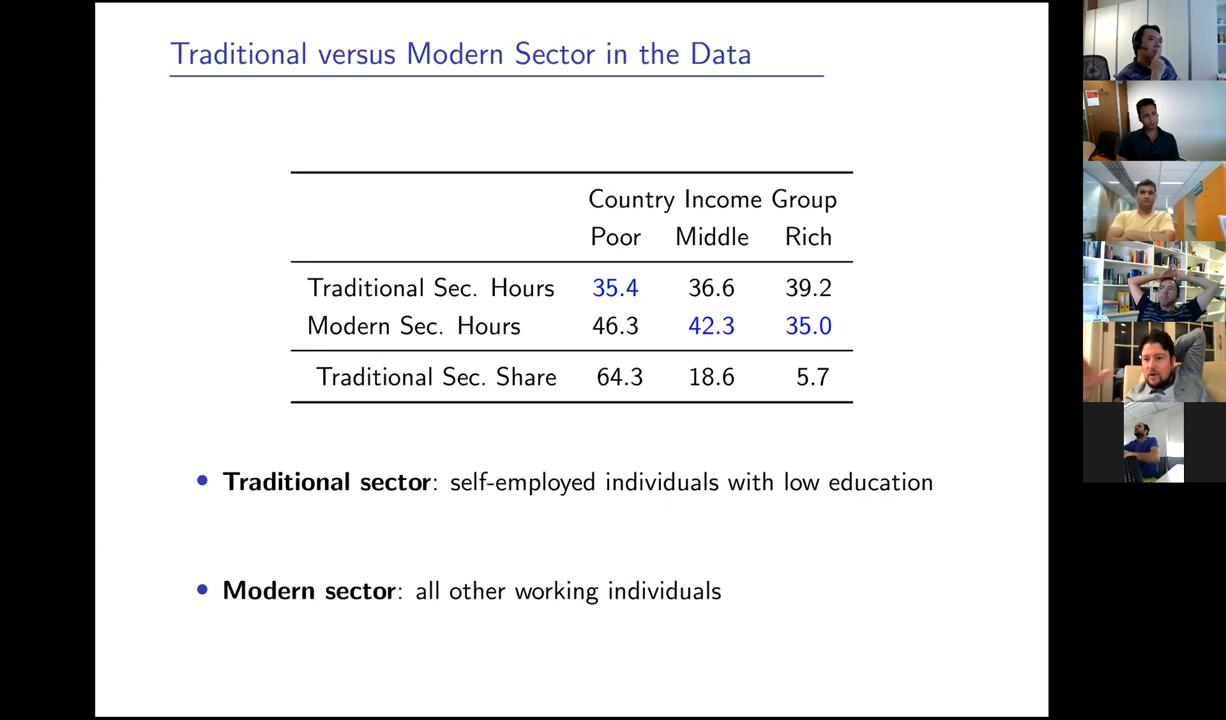 Traditional versus Modern Sector in the Data
Country Income Group
Poor Middle Rich
Traditional Sec. Hours 35.4 36.6 39.2
Modern Sec. Hours 46.3 42.3 35.0
Traditional Sec. Share 64.3 18.6 5.7
• Traditional sector: self-employed individuals with low education
• Modern sector: all other working individuals